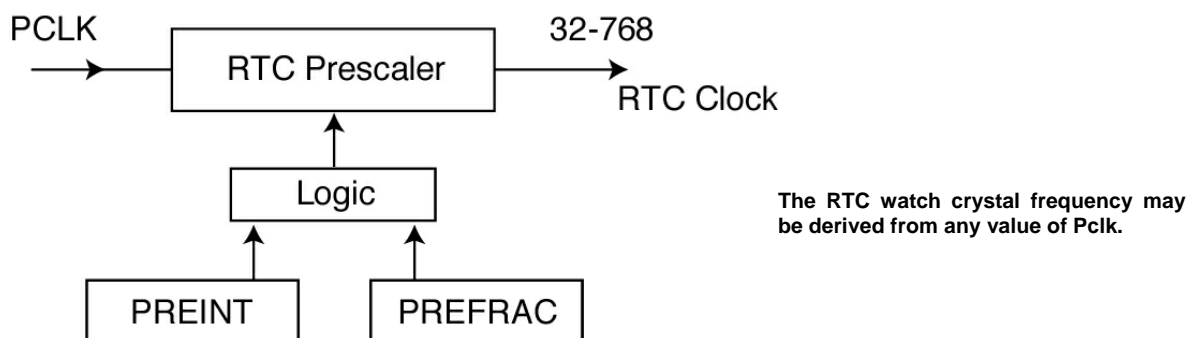 PCLK
32-768
RTC Prescaler
RTC Clock
Logic
The RTC watch crystal frequency may
be derived from any value of Pclk.
PREINT
PREFRAC